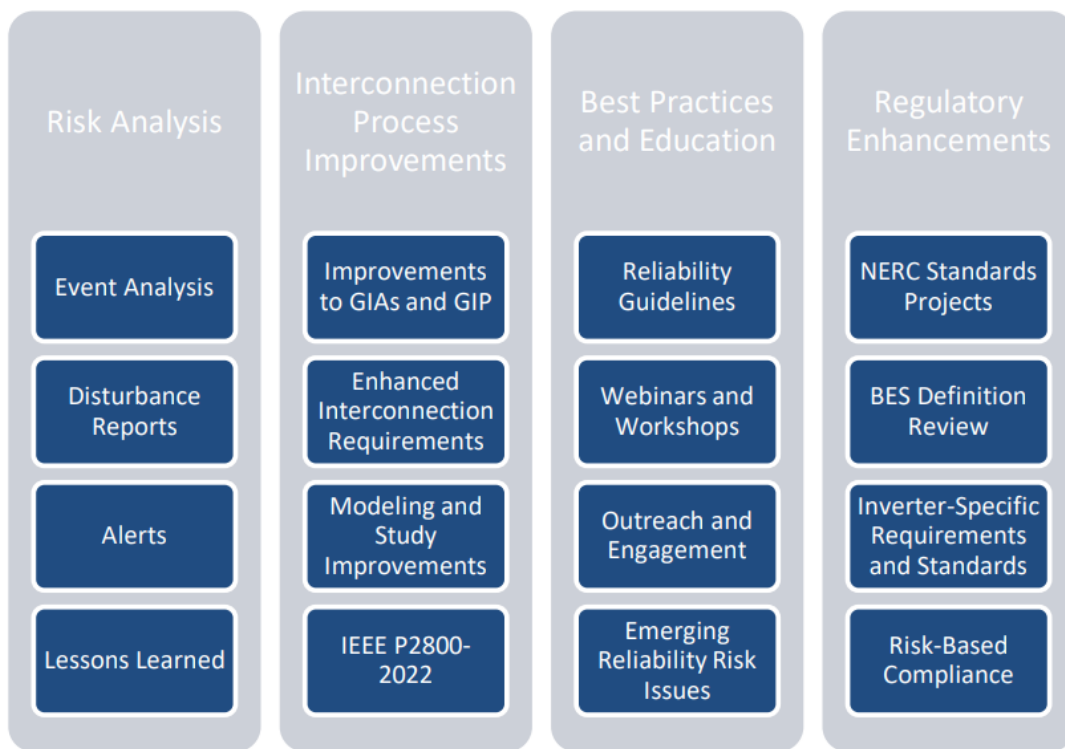 Risk Analysis
Event Analysis
Disturbance
Reports
Alerts
Lessons Learned
Interconnection
Process
Improvements
Improvements
to GIAs and GIP
Enhanced
Interconnection
Requirements
Modeling and
Study
Improvements
IEEE P2800-
2022
Best Practices
and Education
Reliability
Guidelines
Webinars and
Workshops
Outreach and
Engagement
Emerging
Reliability Risk
Issues
Regulatory
Enhancements
NERC Standards
Projects
BES Definition
Review
Inverter-Specific
Requirements
and Standards
Risk-Based
Compliance